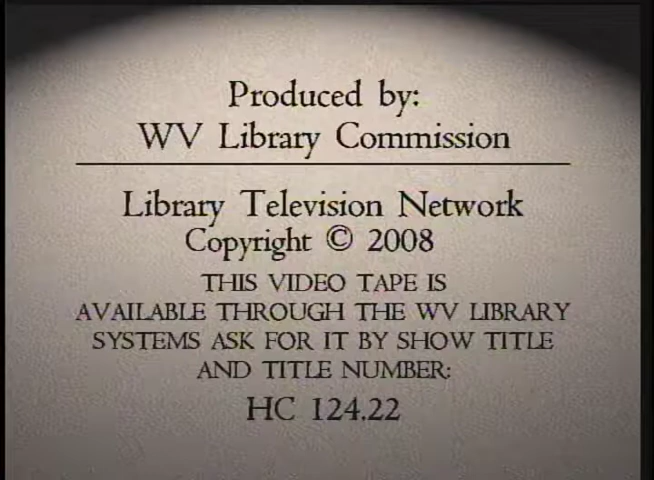 Produced by:
WV Library Commission
Library Television Network
Copyright © 2008
THIS VIDEO TAPE IS
AVAILABLE THROUGH THE WV LIBRARY
SYSTEMS ASK FOR IT BY SHOW TITLE
AND TITLE NUMBER:
HC 124.22